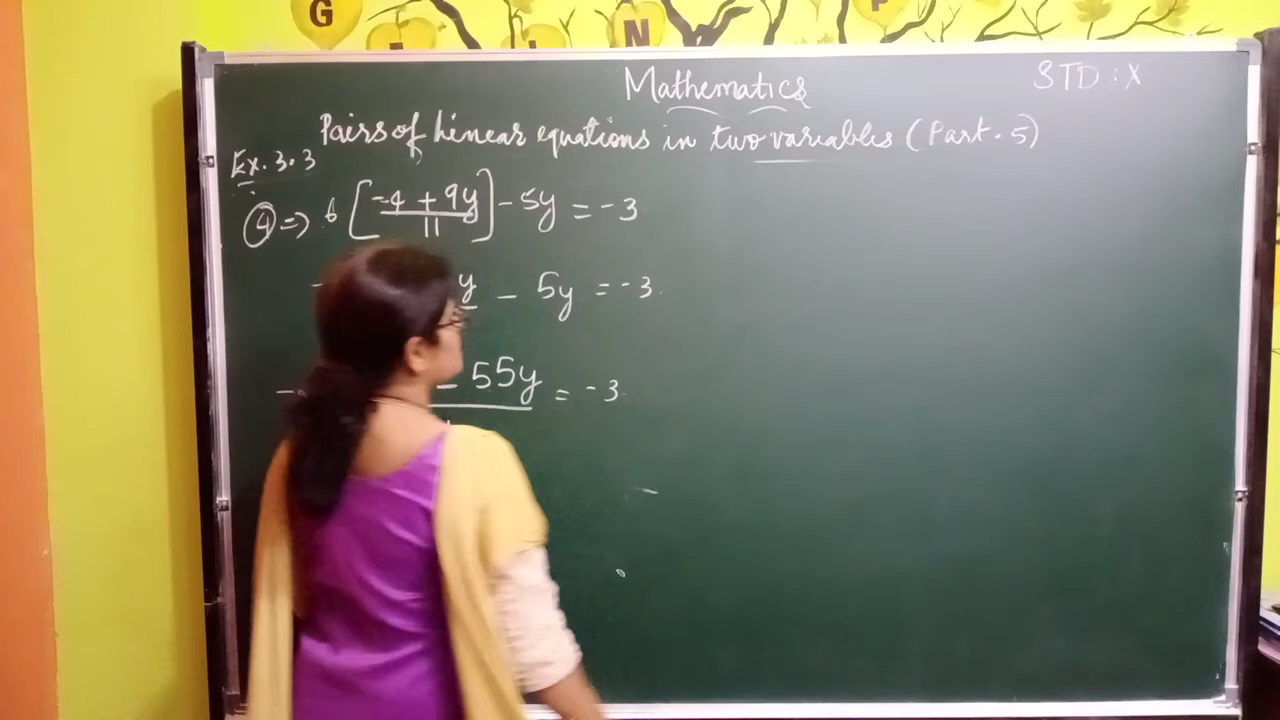 G
I
N
P
Mathematics
STD : X
Pairs of linear equations in two variables (Part - 5)
Ex. 3.3
④ => 6 [ -4 + 9y / 11 ] - 5y = -3
y - 5y = -3.
- 55y = -3.